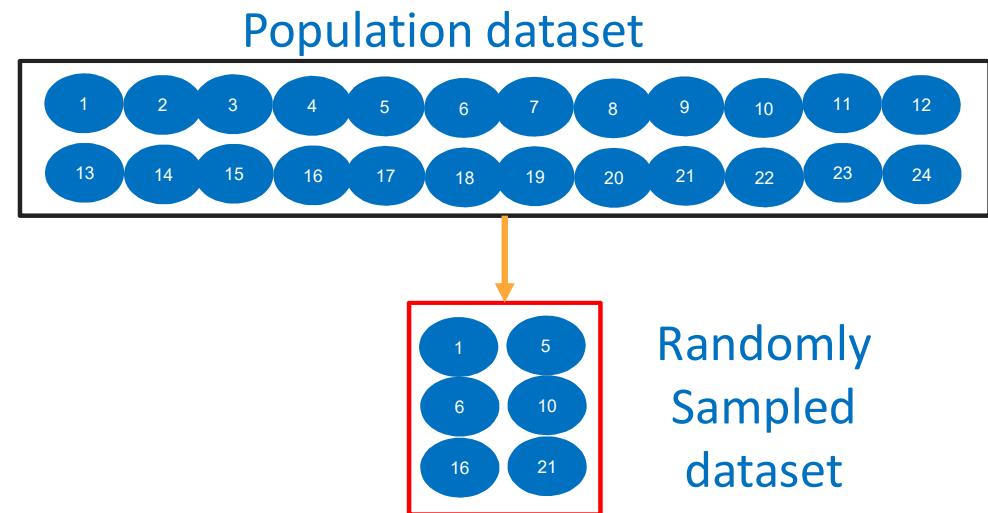 Population dataset
1 2 3 4 5 6 7 8 9 10 11 12
13 14 15 16 17 18 19 20 21 22 23 24
1 5
6 10
16 21
Randomly
Sampled
dataset